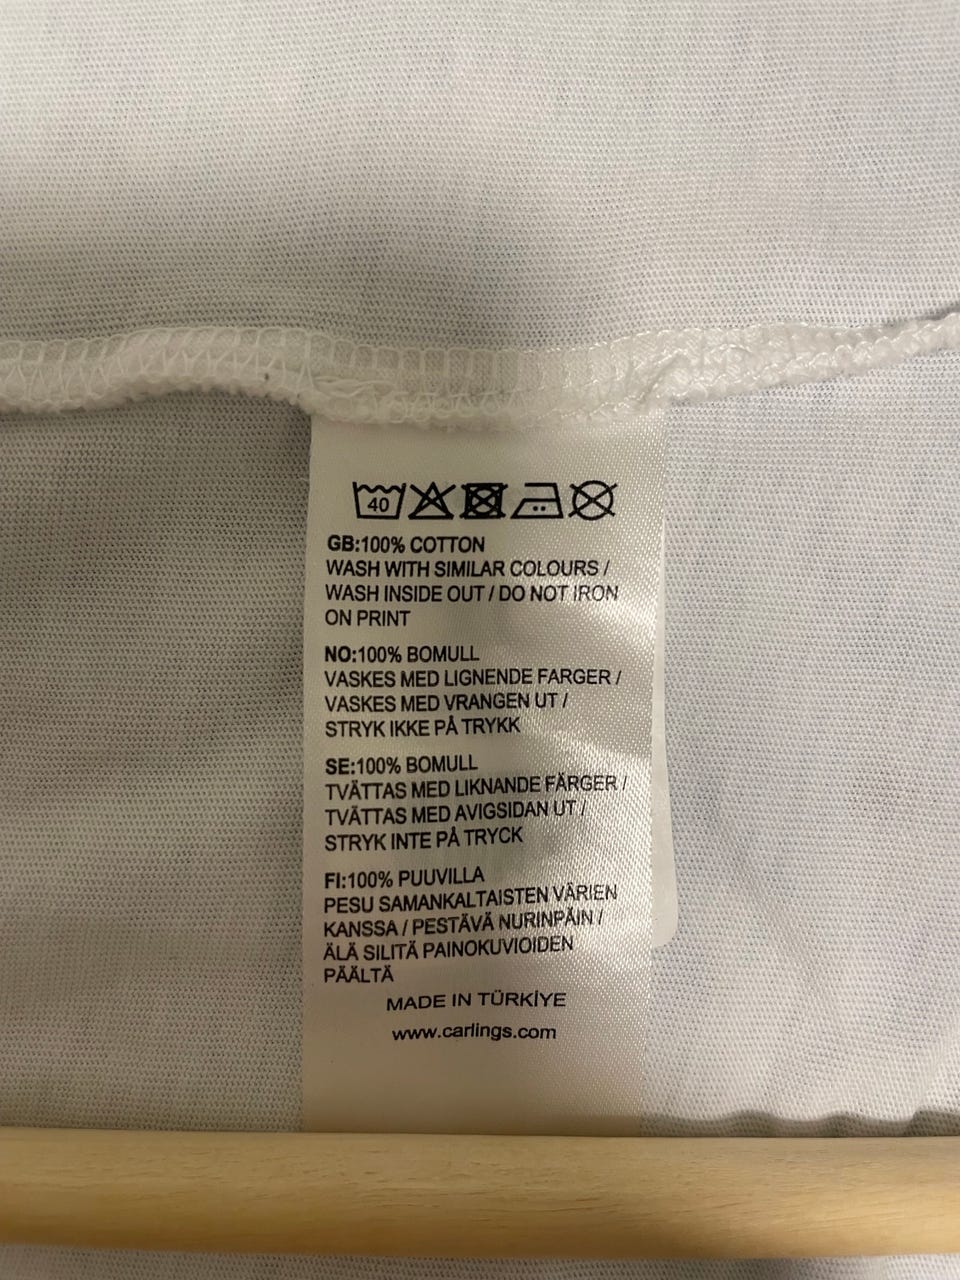 40
GB:100% COTTON
WASH WITH SIMILAR COLOURS /
WASH INSIDE OUT / DO NOT IRON
ON PRINT
NO:100% BOMULL
VASKES MED LIGNENDE FARGER /
VASKES MED VRANGEN UT /
STRYK IKKE PÅ TRYKK
SE:100% BOMULL
TVÄTTAS MED LIKNANDE FÄRGER /
TVÄTTAS MED AVIGSIDAN UT /
STRYK INTE PÅ TRYCK
FI:100% PUUVILLA
PESU SAMANKALTAISTEN VÄRIEN
KANSSA / PESTÄVÄ NURINPÄIN /
ÄLÄ SILITÄ PAINOKUVIOIDEN
PÄÄLTÄ
MADE IN TÜRKİYE
www.carlings.com